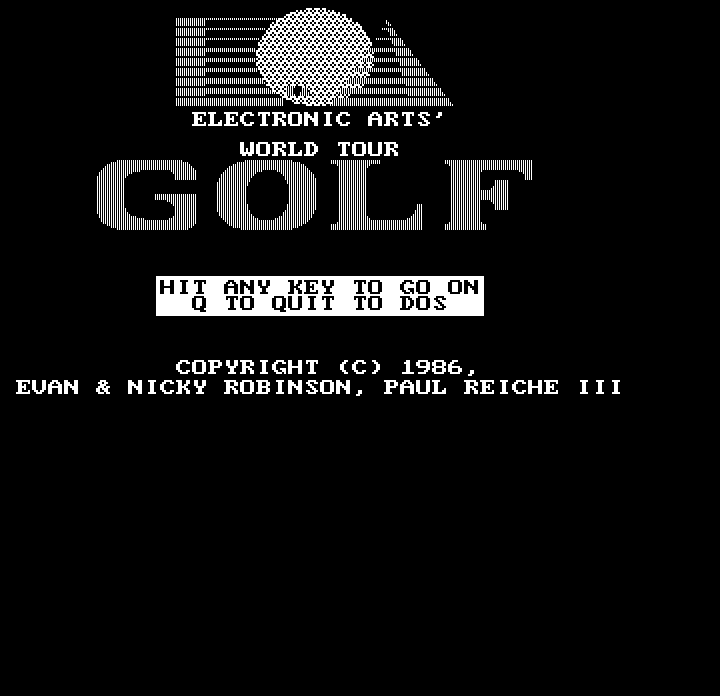 EA
ELECTRONIC ARTS'
WORLD TOUR
GOLF
HIT ANY KEY TO GO ON
Q TO QUIT TO DOS
COPYRIGHT (C) 1986,
EVAN & NICKY ROBINSON, PAUL REICHE III